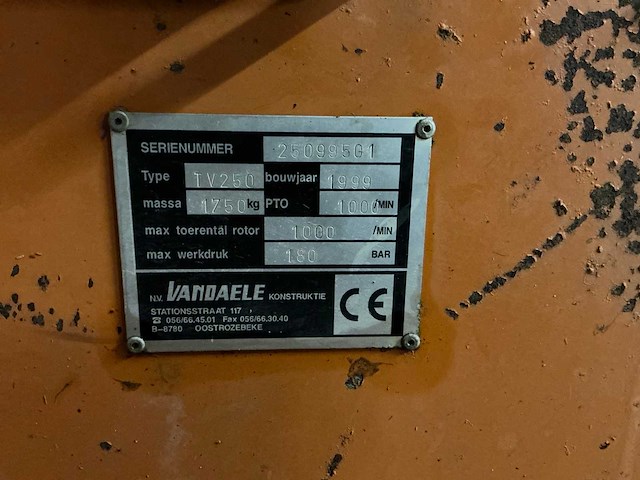 SERIENUMMER 25099501
Type TV250 bouwjaar 1999
massa 1750 kg PTO 1000 /MIN
max toerental rotor 1000 /MIN
max werkdruk 180 BAR
N.V. VANDAELE KONSTRUKTIE
STATIONSSTRAAT 117
☎ 056/66.45.01 Fax 056/66.30.40
B-8780 OOSTROZEBEKE
CE